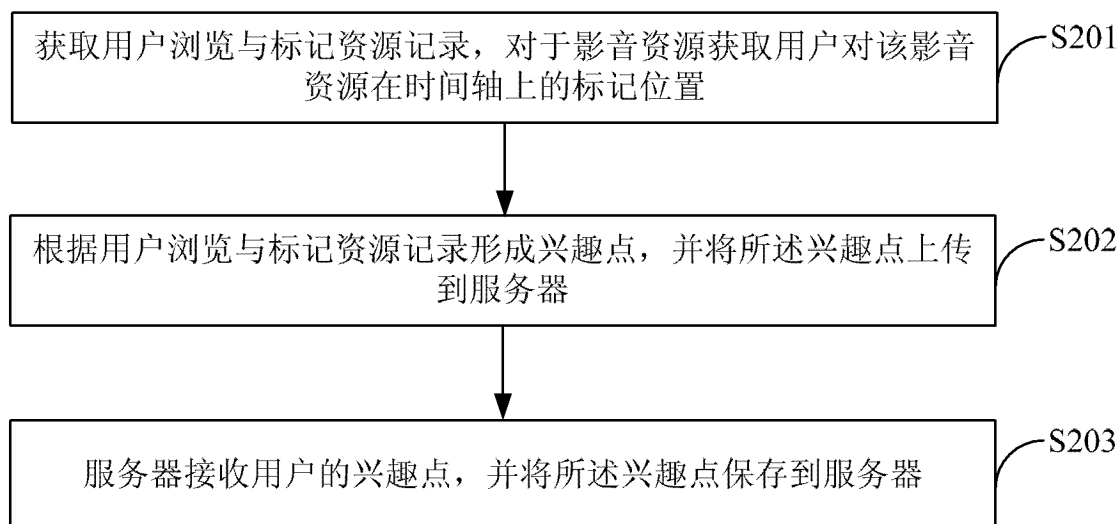 获取用户浏览与标记资源记录，对于影音资源获取用户对该影音
资源在时间轴上的标记位置
S201
根据用户浏览与标记资源记录形成兴趣点，并将所述兴趣点上传
到服务器
S202
服务器接收用户的兴趣点，并将所述兴趣点保存到服务器
S203